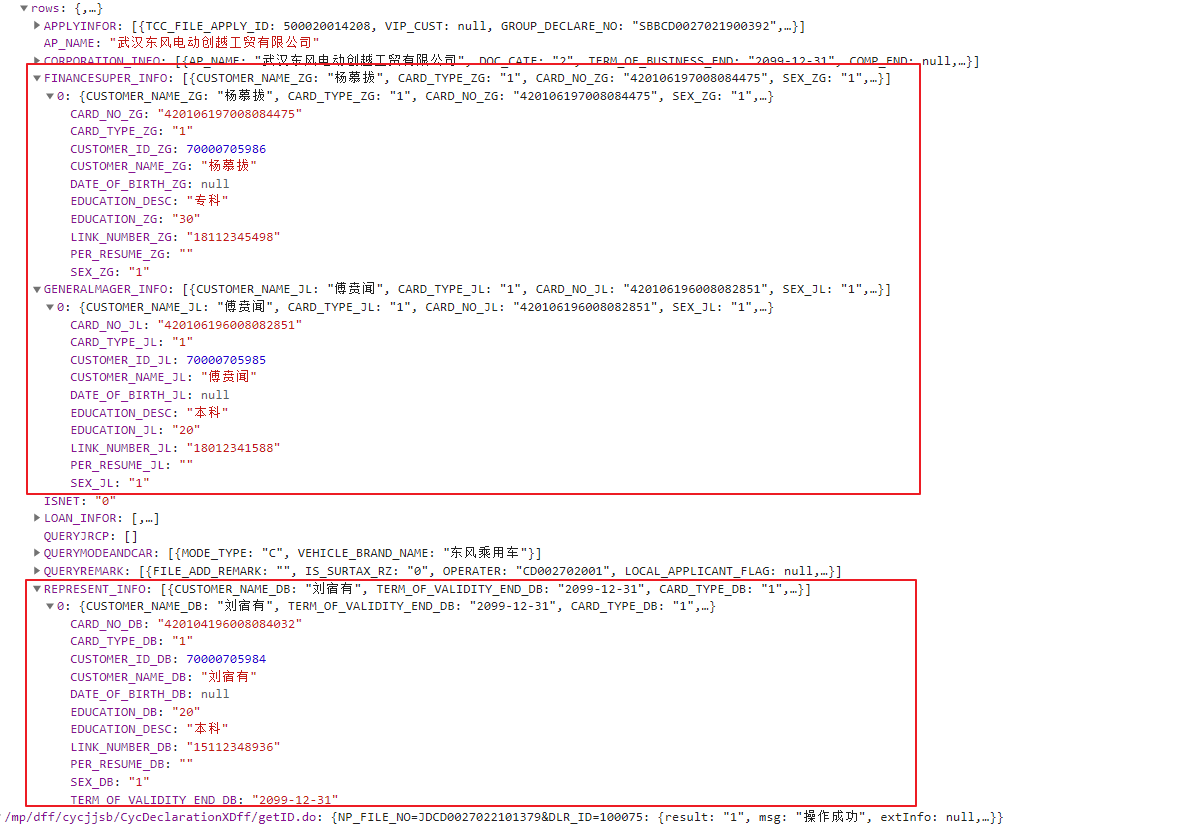 rows: {,…}
APPLYINFOR: [{TCC_FILE_APPLY_ID: 500020014208, VIP_CUST: null, GROUP_DECLARE_NO: "SBBCD0027021900392",…}]
AP_NAME: "武汉东风电动创越工贸有限公司"
CORPORATION_INFO: [{AP_NAME: "武汉东风电动创越工贸有限公司", DOC_CATE: "2", TERM_OF_BUSINESS_END: "2099-12-31", COMP_END: null,…}]
FINANCESUPER_INFO: [{CUSTOMER_NAME_ZG: "杨慕拔", CARD_TYPE_ZG: "1", CARD_NO_ZG: "420106197008084475", SEX_ZG: "1",…}]
0: {CUSTOMER_NAME_ZG: "杨慕拔", CARD_TYPE_ZG: "1", CARD_NO_ZG: "420106197008084475", SEX_ZG: "1",…}
CARD_NO_ZG: "420106197008084475"
CARD_TYPE_ZG: "1"
CUSTOMER_ID_ZG: 70000705986
CUSTOMER_NAME_ZG: "杨慕拔"
DATE_OF_BIRTH_ZG: null
EDUCATION_DESC: "专科"
EDUCATION_ZG: "30"
LINK_NUMBER_ZG: "18112345498"
PER_RESUME_ZG: ""
SEX_ZG: "1"
GENERALMAGER_INFO: [{CUSTOMER_NAME_JL: "傅贲闻", CARD_TYPE_JL: "1", CARD_NO_JL: "420106196008082851", SEX_JL: "1",…}]
0: {CUSTOMER_NAME_JL: "傅贲闻", CARD_TYPE_JL: "1", CARD_NO_JL: "420106196008082851", SEX_JL: "1",…}
CARD_NO_JL: "420106196008082851"
CARD_TYPE_JL: "1"
CUSTOMER_ID_JL: 70000705985
CUSTOMER_NAME_JL: "傅贲闻"
DATE_OF_BIRTH_JL: null
EDUCATION_DESC: "本科"
EDUCATION_JL: "20"
LINK_NUMBER_JL: "18012341588"
PER_RESUME_JL: ""
SEX_JL: "1"
ISNET: "0"
LOAN_INFOR: [,…]
QUERYJRCP: []
QUERYMODEANDCAR: [{MODE_TYPE: "C", VEHICLE_BRAND_NAME: "东风乘用车"}]
QUERYREMARK: [{FILE_ADD_REMARK: "", IS_SURTAX_RZ: "0", OPERATER: "CD002702001", LOCAL_APPLICANT_FLAG: null,…}]
REPRESENT_INFO: [{CUSTOMER_NAME_DB: "刘宿有", TERM_OF_VALIDITY_END_DB: "2099-12-31", CARD_TYPE_DB: "1",…}]
0: {CUSTOMER_NAME_DB: "刘宿有", TERM_OF_VALIDITY_END_DB: "2099-12-31", CARD_TYPE_DB: "1",…}
CARD_NO_DB: "420104196008084032"
CARD_TYPE_DB: "1"
CUSTOMER_ID_DB: 70000705984
CUSTOMER_NAME_DB: "刘宿有"
DATE_OF_BIRTH_DB: null
EDUCATION_DB: "20"
EDUCATION_DESC: "本科"
LINK_NUMBER_DB: "15112348936"
PER_RESUME_DB: ""
SEX_DB: "1"
TERM_OF_VALIDITY_END_DB: "2099-12-31"
/mp/dff/cycjjsb/CycDeclarationXDff/getID.do: {NP_FILE_NO=JDCD0027022101379&DLR_ID=100075: {result: "1", msg: "操作成功", extInfo: null,…}}